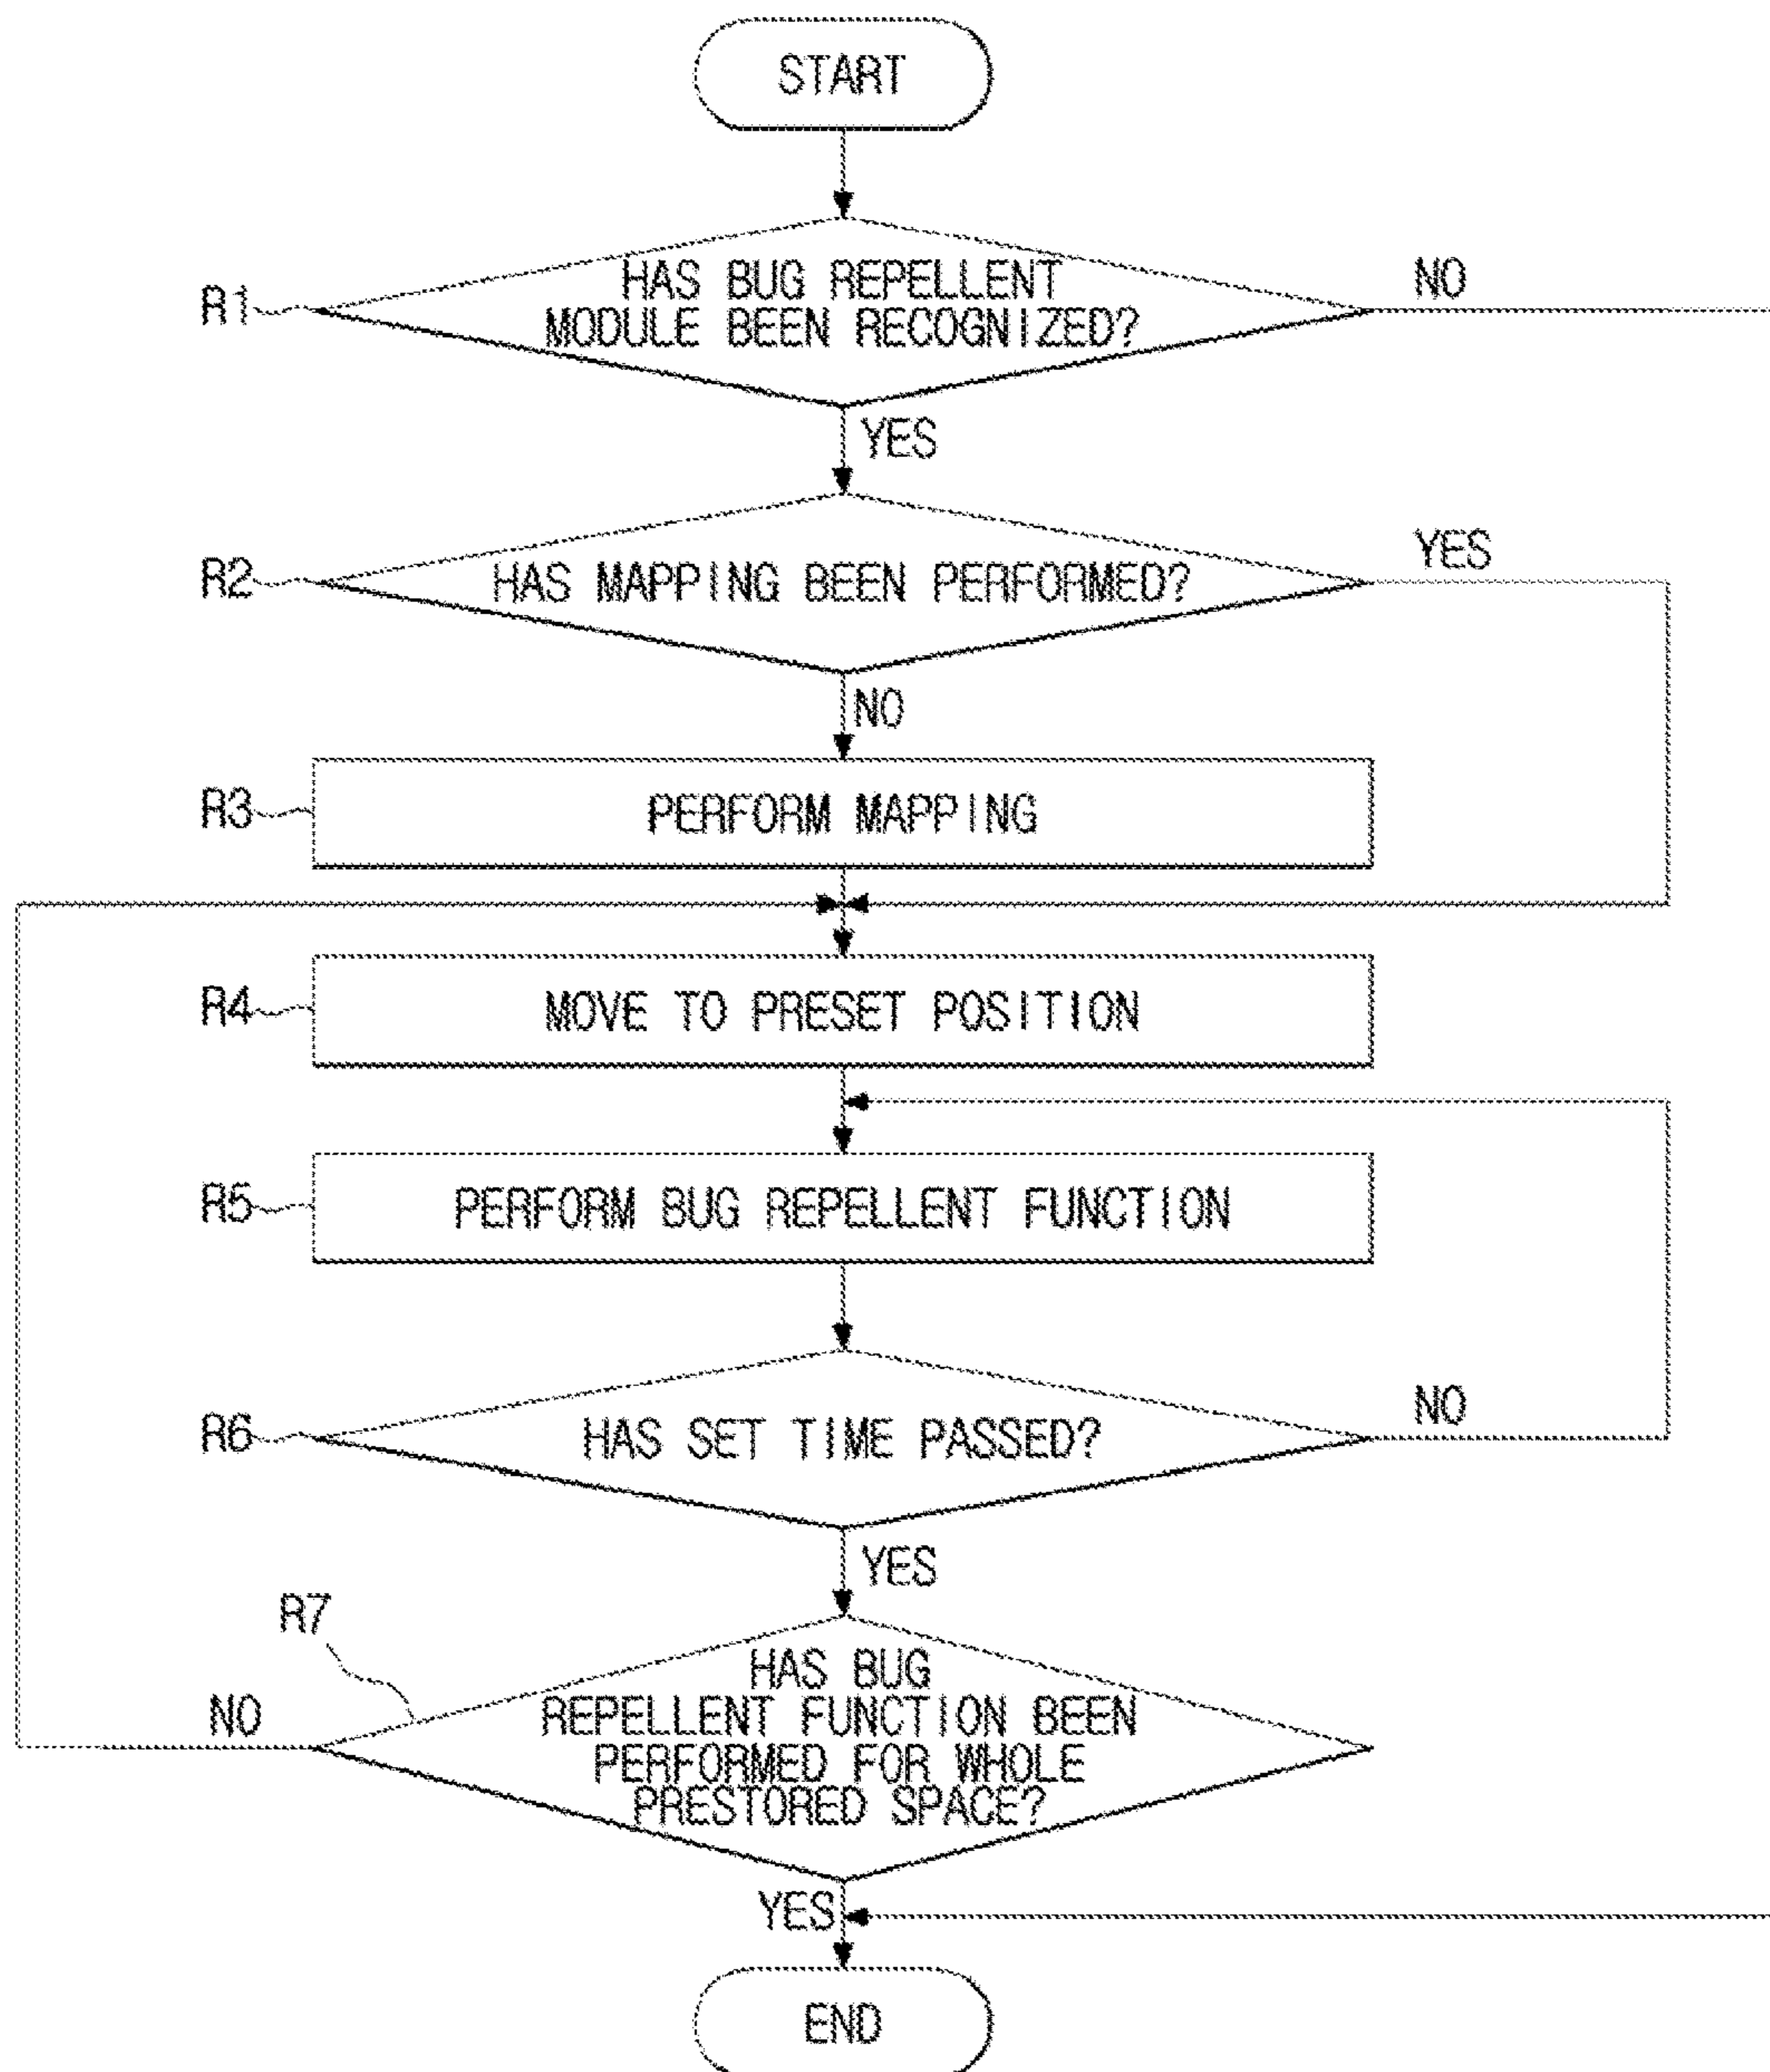 START
R1
HAS BUG REPELLENT
MODULE BEEN RECOGNIZED?
NO
YES
R2
HAS MAPPING BEEN PERFORMED?
YES
NO
R3
PERFORM MAPPING
R4
MOVE TO PRESET POSITION
R5
PERFORM BUG REPELLENT FUNCTION
R6
HAS SET TIME PASSED?
NO
YES
R7
NO
HAS BUG
REPELLENT FUNCTION BEEN
PERFORMED FOR WHOLE
PRESTORED SPACE?
YES
END